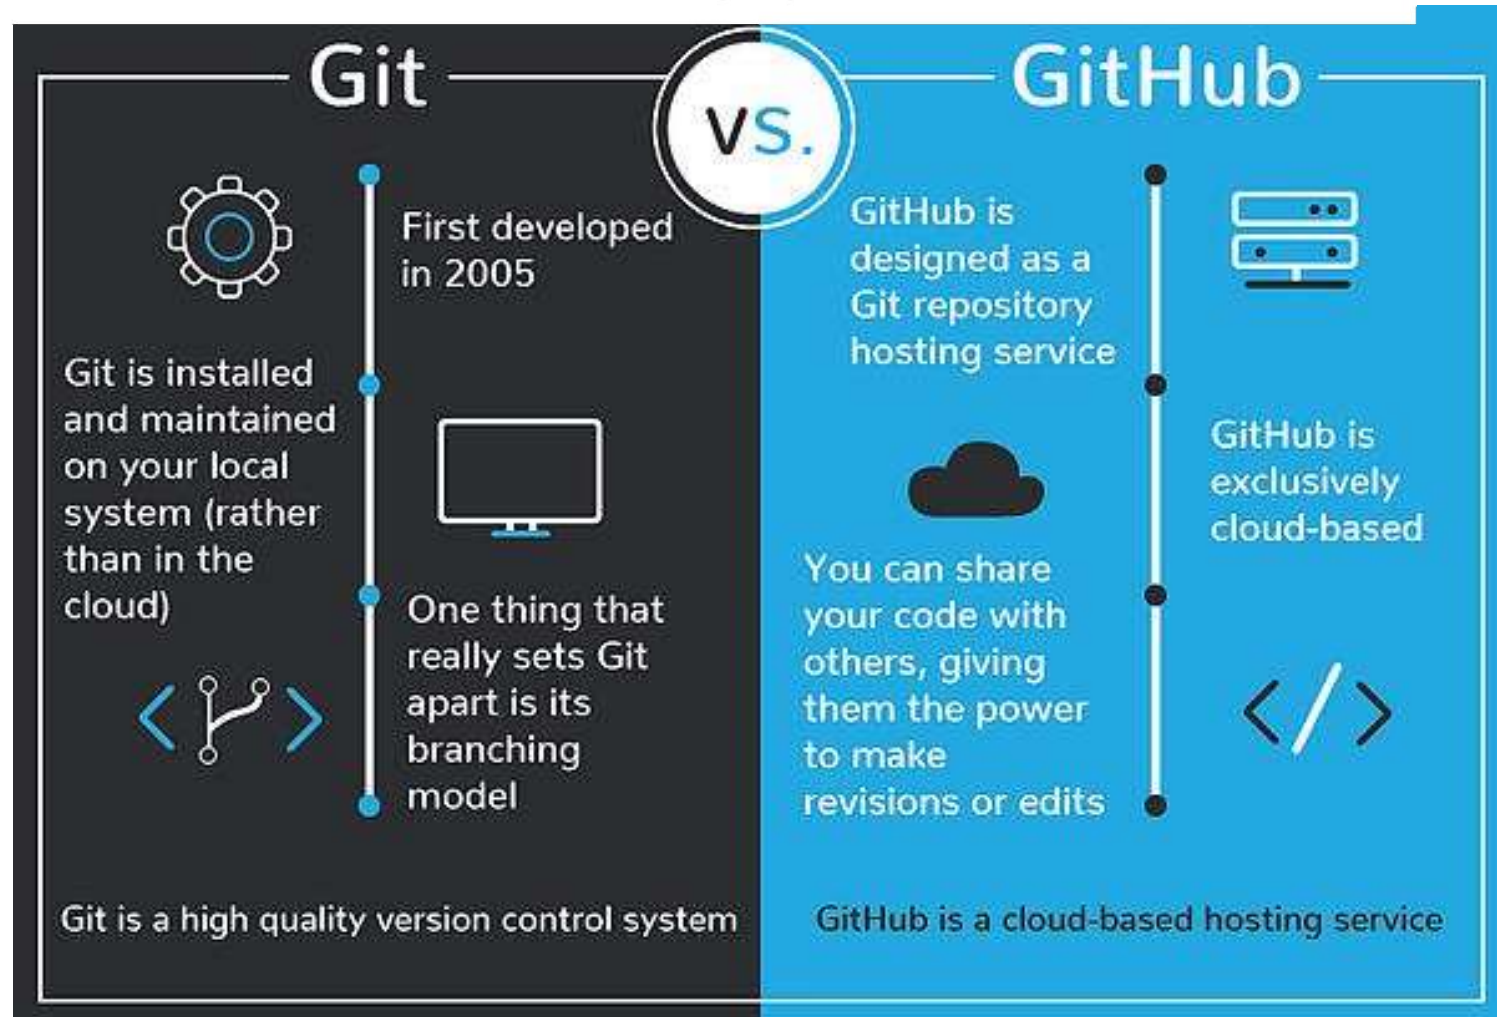 Git
vs.
GitHub
First developed
in 2005
Git is installed
and maintained
on your local
system (rather
than in the
cloud)
One thing that
really sets Git
apart is its
branching
model
Git is a high quality version control system
GitHub is
designed as a
Git repository
hosting service
GitHub is
exclusively
cloud-based
You can share
your code with
others, giving
them the power
to make
revisions or edits
GitHub is a cloud-based hosting service